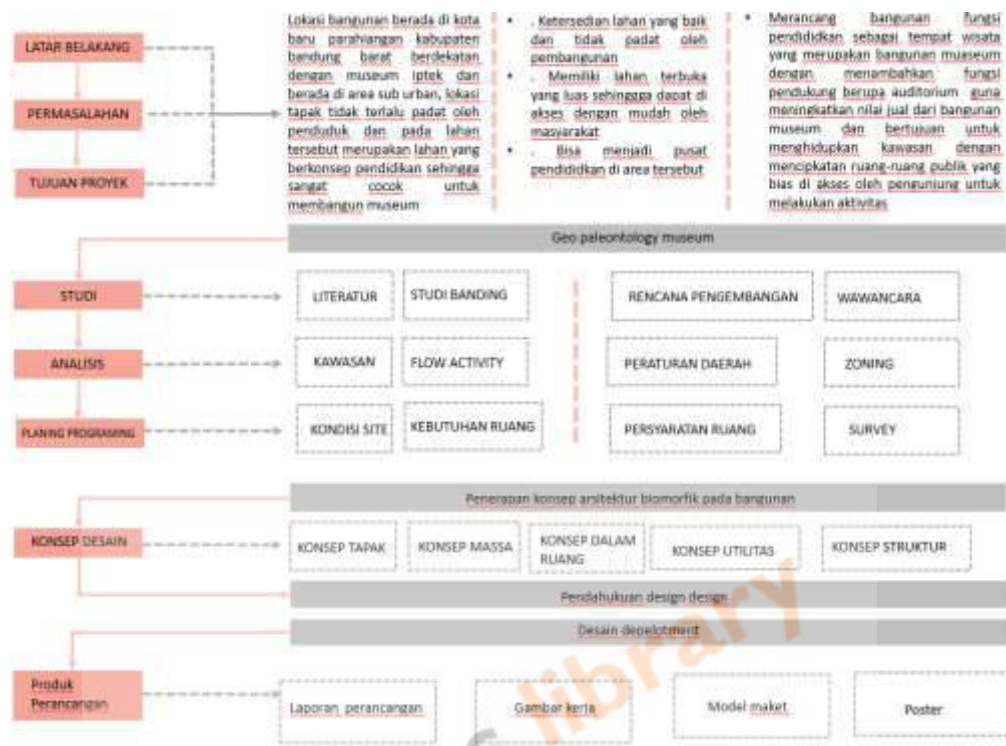 LATAR BELAKANG
PERMASALAHAN
TUJUAN PROYEK
Lokasi bangunan berada di kota
baru parahiangan kabupaten
bandung barat berdekatan
dengan museum iptek dan
berada di area sub urban, lokasi
tapak tidak terlalu padat oleh
penduduk dan pada lahan
tersebut merupakan lahan yang
berkonsep pendidikan sehingga
sangat cocok untuk
membangun museum
• . Ketersedian lahan yang baik
dan tidak padat oleh
pembangunan
• . Memiliki lahan terbuka
yang luas sehinggga dapat di
akses dengan mudah oleh
masyarakat
• . Bisa menjadi pusat
pendididkan di area tersebut
• Merancang bangunan fungsi
pendididkan sebagai tempat wisata
yang merupakan bangunan mueseum
dengan menambahkan fungsi
pendukung berupa auditorium guna
meningkatkan nilai jual dari bangunan
museum dan bertujuan untuk
menghidupkan kawasan dengan
mencipkatan ruang-ruang publik yang
bias di akses oleh pengunjung untuk
melakukan aktivitas
Geo paleontology museum
STUDI
LITERATUR
STUDI BANDING
RENCANA PENGEMBANGAN
WAWANCARA
ANALISIS
KAWASAN
FLOW ACTIVITY
PERATURAN DAERAH
ZONING
PLANING PROGRAMING
KONDISI SITE
KEBUTUHAN RUANG
PERSYARATAN RUANG
SURVEY
Penerapan konsep arsitektur biomorfik pada bangunan
KONSEP DESAIN
KONSEP TAPAK
KONSEP MASSA
KONSEP DALAM
RUANG
KONSEP UTILITAS
KONSEP STRUKTUR
Pendahukuan design design
Desain depelotment
Produk
Perancangan
Laporan perancangan
Gambar kerja
Model maket
Poster
library